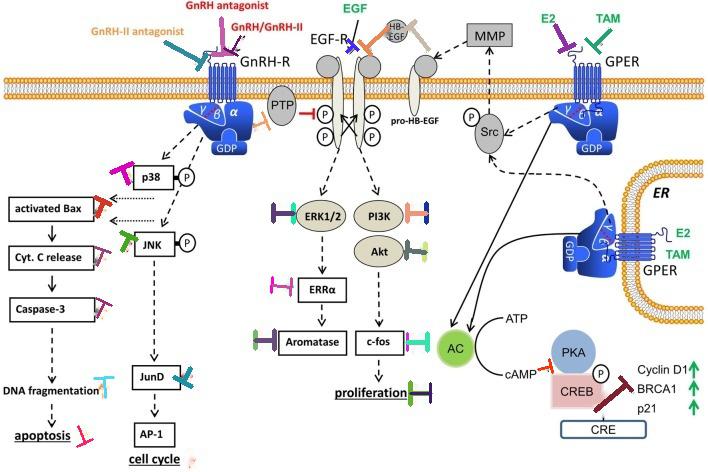 GnRH antagonist
EGF
GnRH-II antagonist
GnRH/GnRH-II
HB-
EGF
E2
TAM
EGF-R
MMP
GnRH-R
GPER
PTP
P
P
pro-HB-EGF
P
Src
γ β α
GDP
P
P
γ β α
GDP
p38
P
ER
activated Bax
ERK1/2
PI3K
E2
JNK
P
Akt
γ β α
GDP
TAM
GPER
Cyt. C release
ERRα
Caspase-3
ATP
Aromatase
c-fos
AC
PKA
cAMP
P
Cyclin D1
DNA fragmentation
JunD
CREB
BRCA1
proliferation
p21
apoptosis
AP-1
CRE
cell cycle